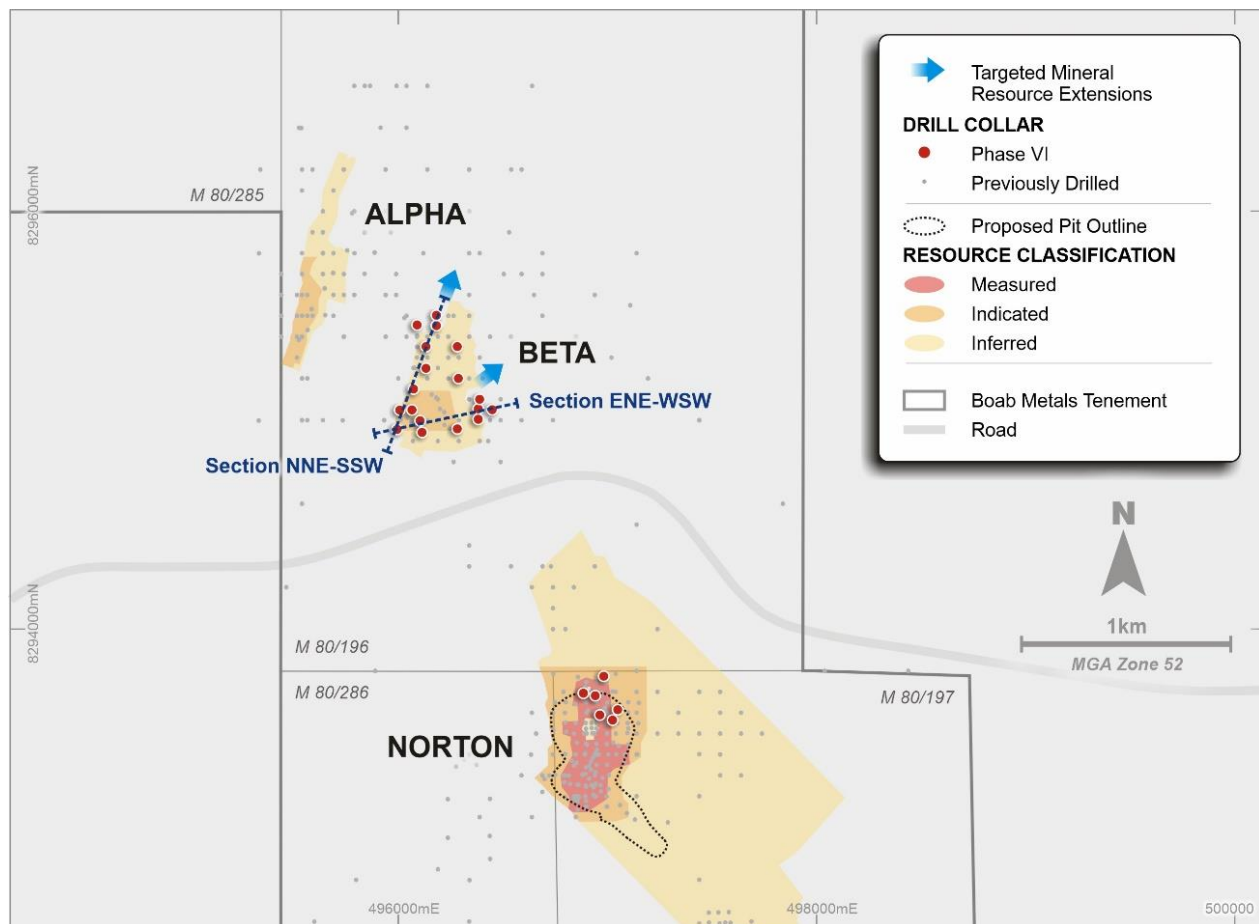 M 80/285
8296000mN
ALPHA
BETA
Section ENE-WSW
Section NNE-SSW
8294000mN
M 80/196
M 80/286
M 80/197
NORTON
496000mE
498000mE
500000
Targeted Mineral
Resource Extensions
DRILL COLLAR
Phase VI
Previously Drilled
Proposed Pit Outline
RESOURCE CLASSIFICATION
Measured
Indicated
Inferred
Boab Metals Tenement
Road
N
1km
MGA Zone 52